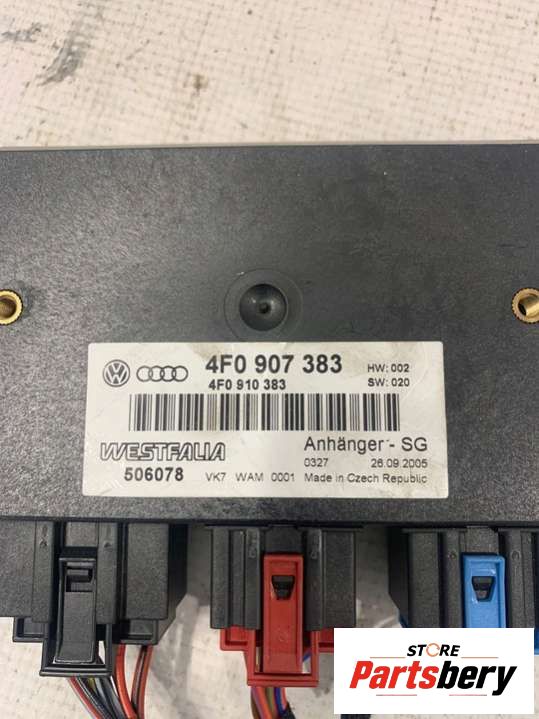 4F0 907 383
HW: 002
4F0 910 383
SW: 020
WESTFALIA
Anhänger - SG
506078
VK7 WAM 0001
0327 26.09.2005
Made in Czech Republic
STORE
Partsbery